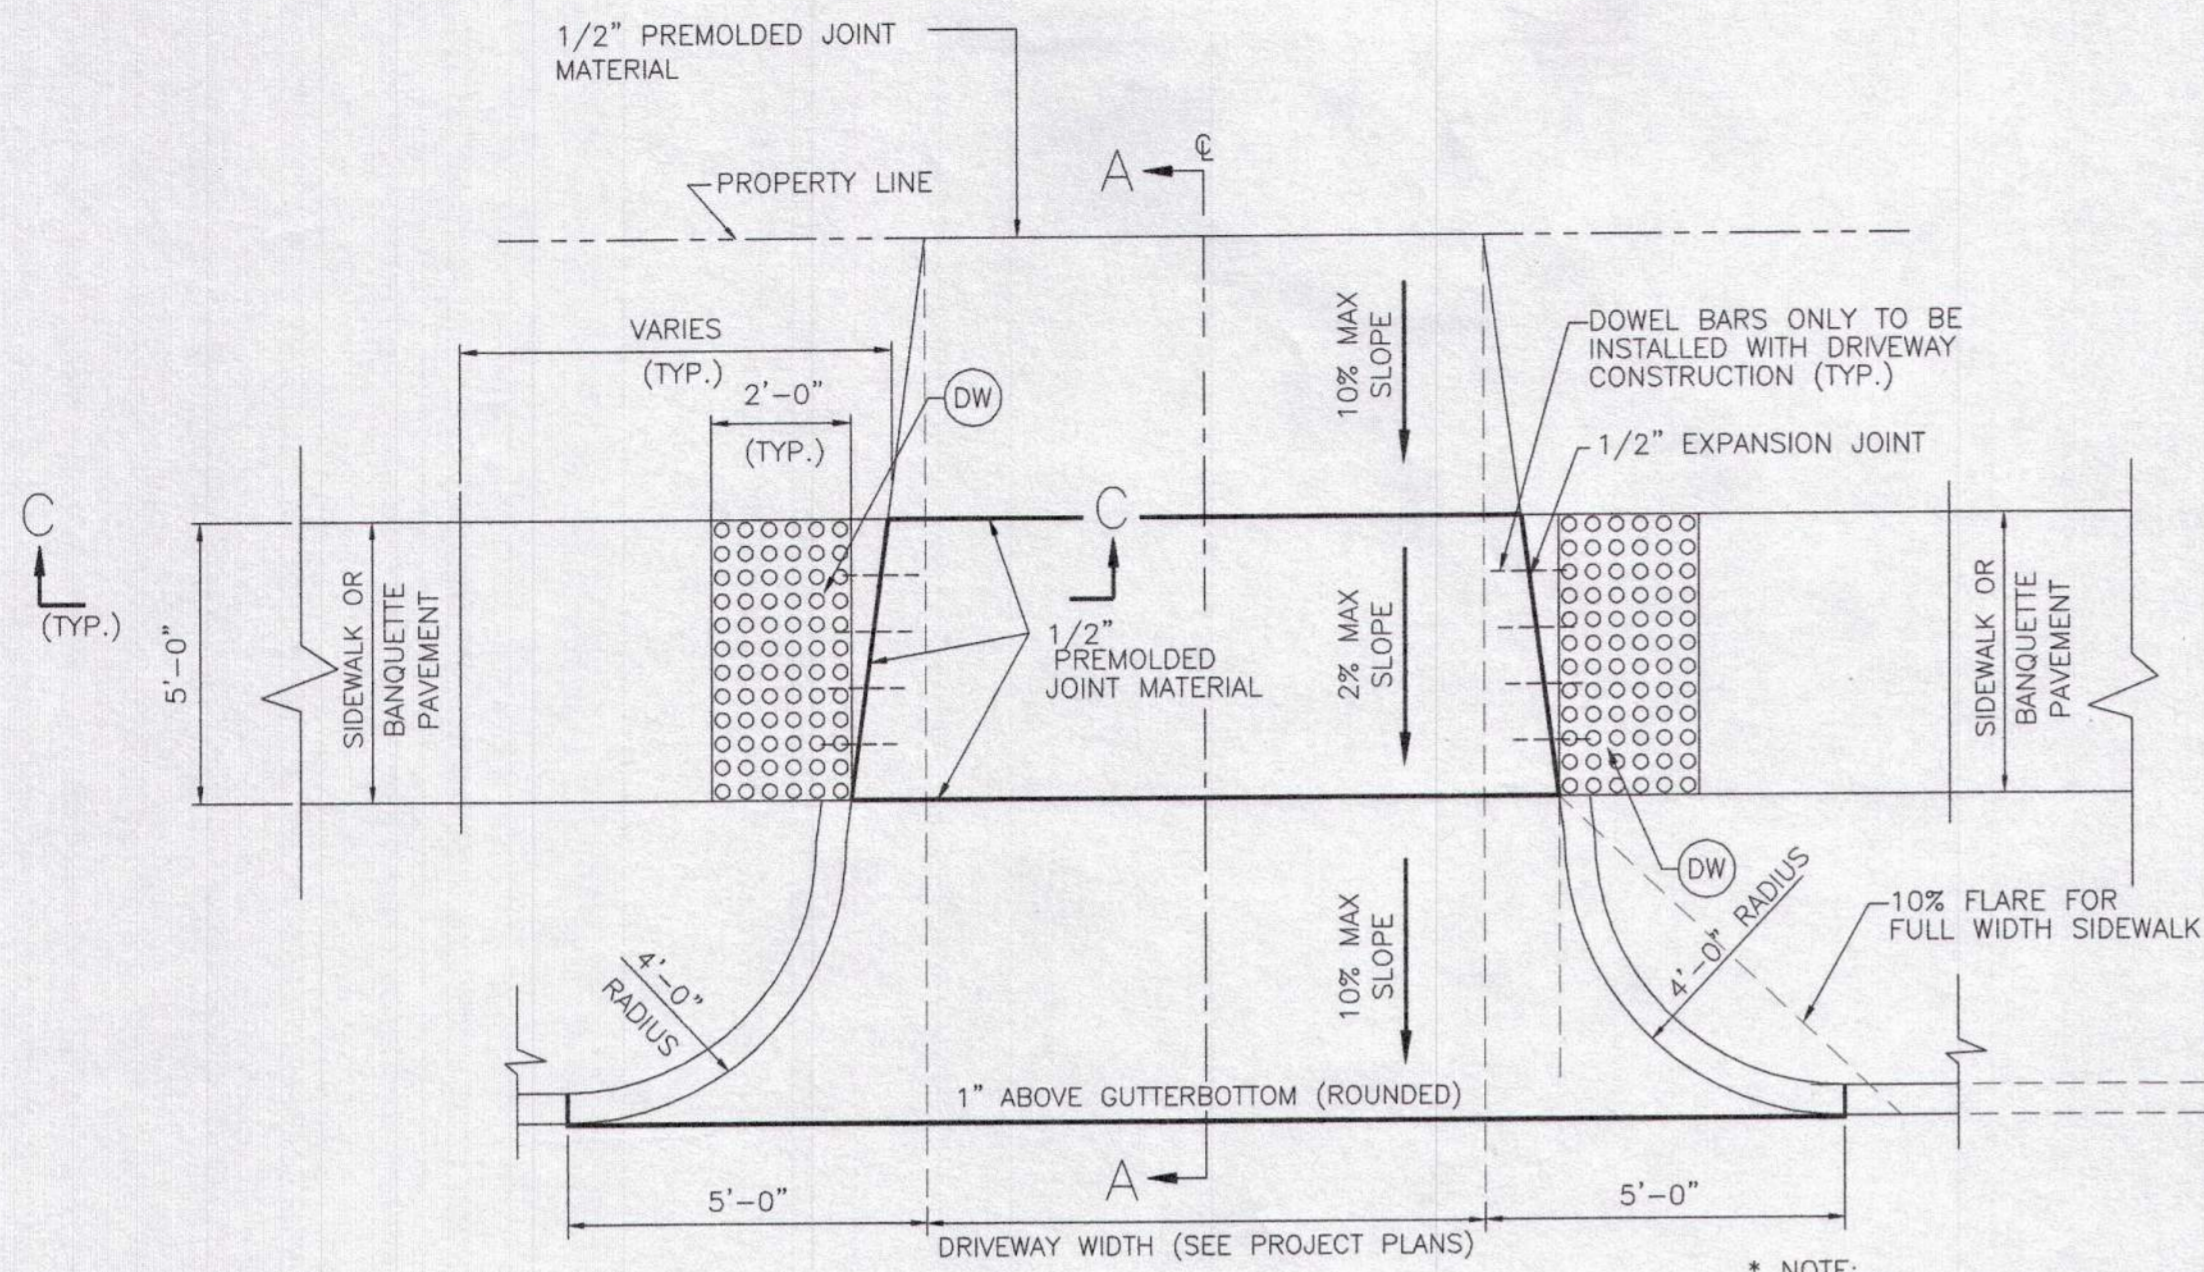 1/2" PREMOLDED JOINT
MATERIAL
A
℄
PROPERTY LINE
VARIES
(TYP.)
2'-0"
(TYP.)
DW
10% MAX
SLOPE
DOWEL BARS ONLY TO BE
INSTALLED WITH DRIVEWAY
CONSTRUCTION (TYP.)
1/2" EXPANSION JOINT
C
(TYP.)
C
5'-0"
SIDEWALK OR
BANQUETTE
PAVEMENT
1/2"
PREMOLDED
JOINT MATERIAL
2% MAX
SLOPE
SIDEWALK OR
BANQUETTE
PAVEMENT
DW
4'-0"
RADIUS
10% MAX
SLOPE
4'-0" RADIUS
10% FLARE FOR
FULL WIDTH SIDEWALK
1" ABOVE GUTTERBOTTOM (ROUNDED)
A
5'-0"
5'-0"
DRIVEWAY WIDTH (SEE PROJECT PLANS)
* NOTE: